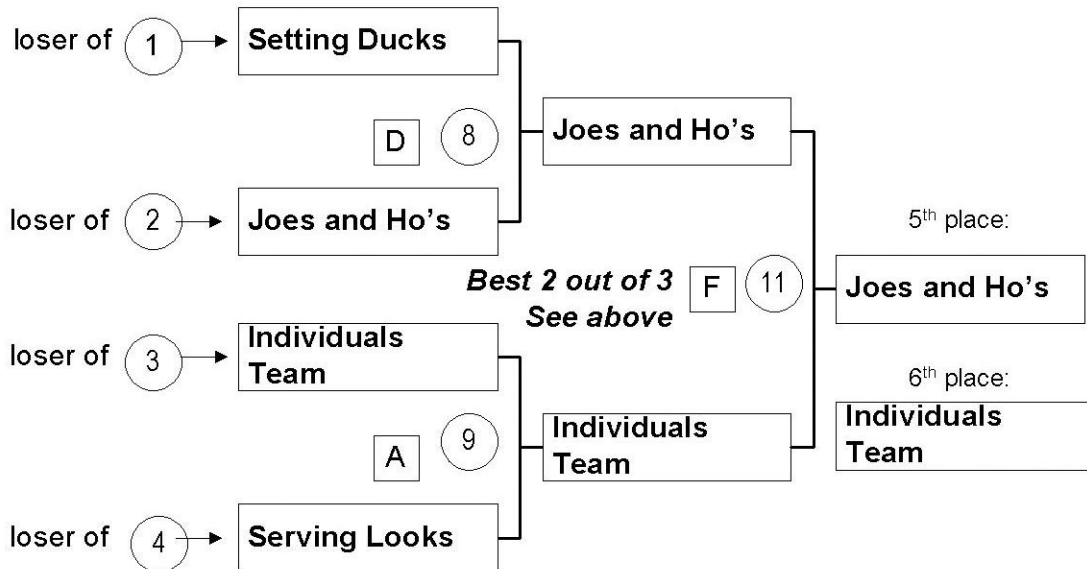 loser of 1 Setting Ducks
D 8 Joes and Ho's
loser of 2 Joes and Ho's
5th place:
Best 2 out of 3 F 11 Joes and Ho's
See above
loser of 3 Individuals
Team
6th place:
Individuals
Team
A 9 Individuals
Team
loser of 4 Serving Looks